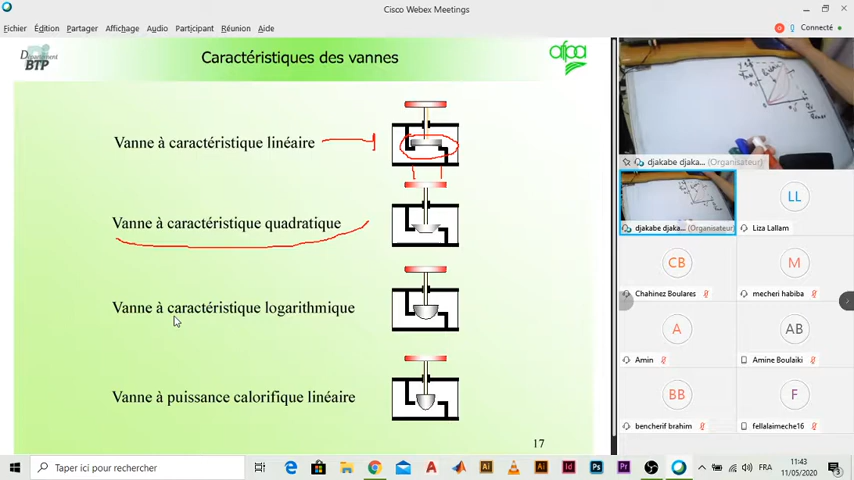 Cisco Webex Meetings
Fichier Édition Partager Affichage Audio Participant Réunion Aide
Connecté
Département
BTP
Caractéristiques des vannes
afpa
Vanne à caractéristique linéaire
Vanne à caractéristique quadratique
Vanne à caractéristique logarithmique
Vanne à puissance calorifique linéaire
17
djakabe djaka... (Organisateur)
djakabe djaka... (Organisateur)
LL
Liza Lallam
CB
Chahinez Boulares
M
mecheri habiba
A
Amin
AB
Amine Boulaiki
BB
bencherif brahim
F
fellalaimeche16
Taper ici pour rechercher
FRA
11:43
11/05/2020
3